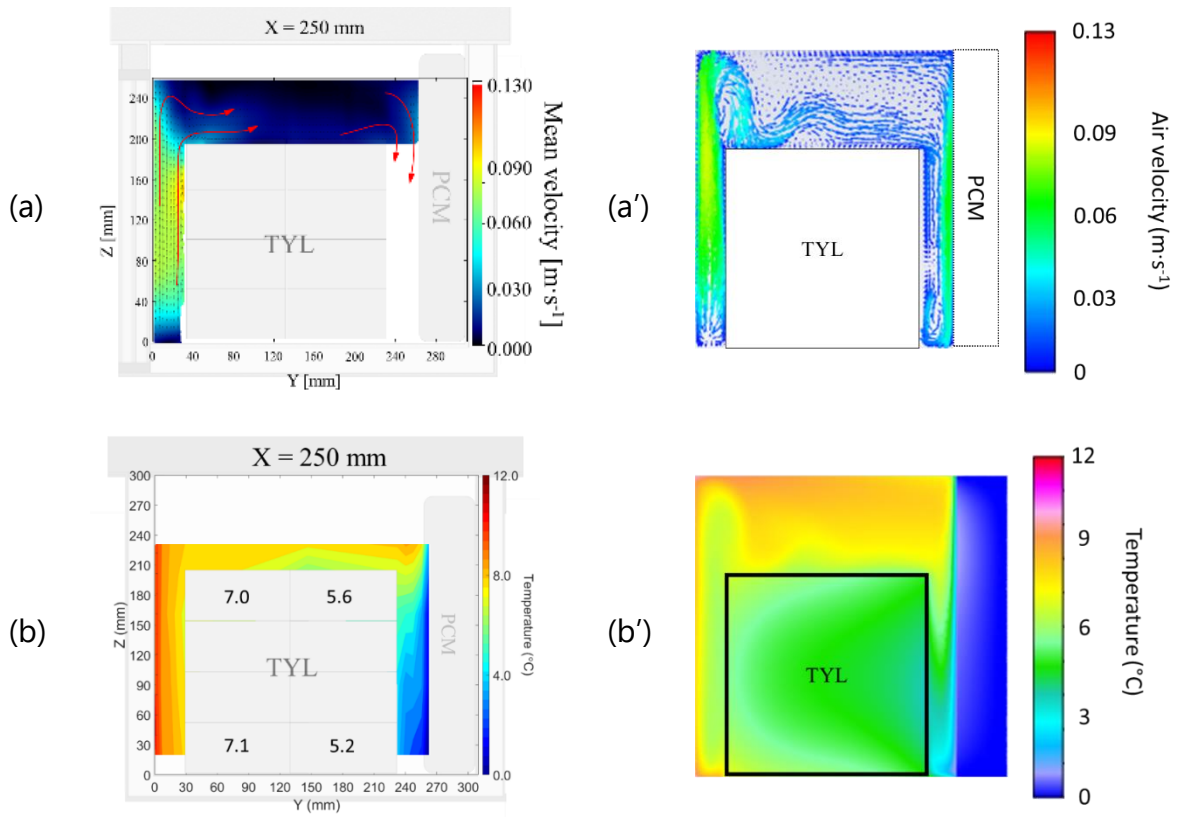 X = 250 mm
(a)
Z [mm]
240
200
160
120
80
40
0
0 40 80 120 160 200 240 280
Y [mm]
TYL
PCM
0.130
0.090
0.060
0.030
0.000
Mean velocity [m·s-1]
(a’)
TYL
PCM
0.13
0.09
0.06
0.03
0
Air velocity (m·s-1)
(b)
X = 250 mm
Z (mm)
300
270
240
210
180
150
120
90
60
30
0
0 30 60 90 120 150 180 210 240 270 300
Y (mm)
7.0 5.6
TYL
7.1 5.2
PCM
12.0
8.0
4.0
0.0
Temperature (°C)
(b’)
TYL
12
9
6
3
0
Temperature (°C)